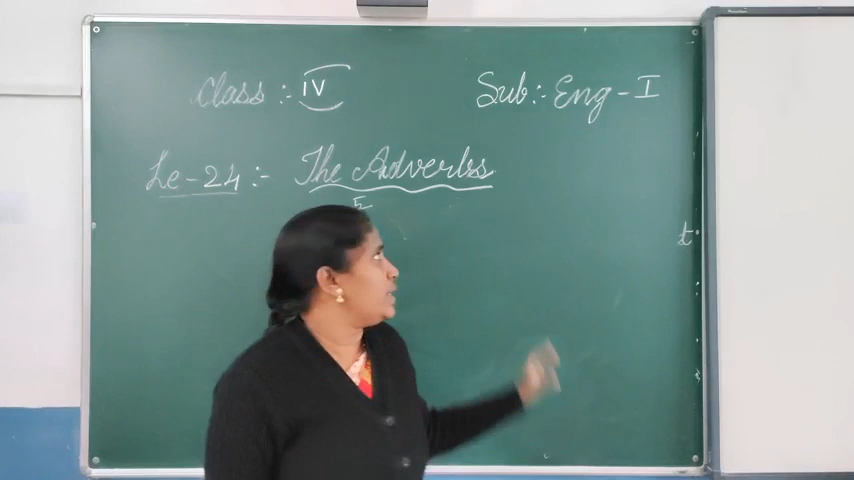 Class :- IV
Sub :- Eng - I
Le - 24 :- The Adverbs
t